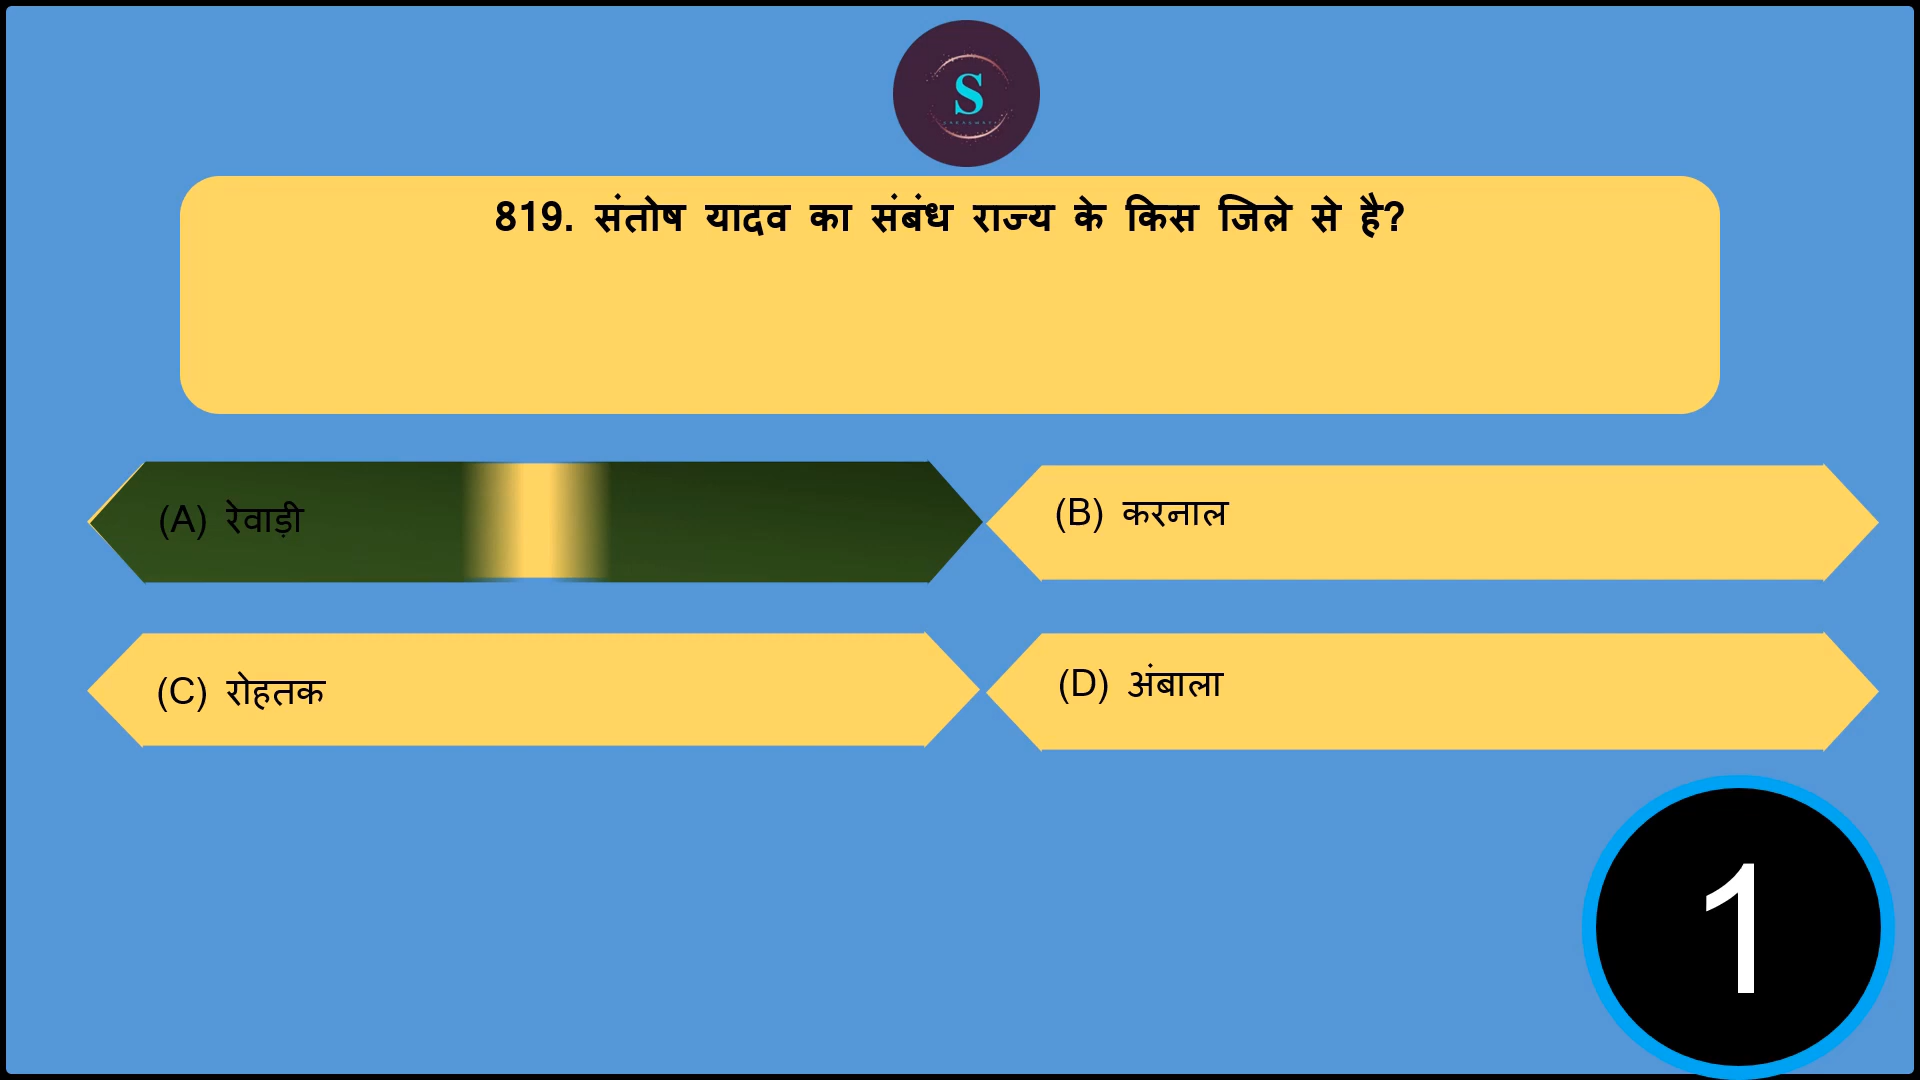 S
819. संतोष यादव का संबंध राज्य के किस जिले से है?
(A) रेवाड़ी
(B) करनाल
(C) रोहतक
(D) अंबाला
1